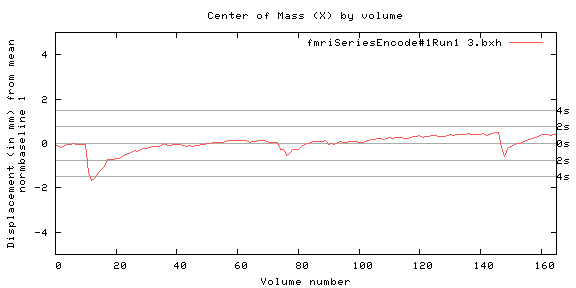 Center of Mass (X) by volume
fmriSeriesEncode#1Run1 3.bxh
Displacement (in mm) from mean
normbaseline 1
4
2
0
-2
-4
4s
2s
0s
2s
4s
0 20 40 60 80 100 120 140 160
Volume number